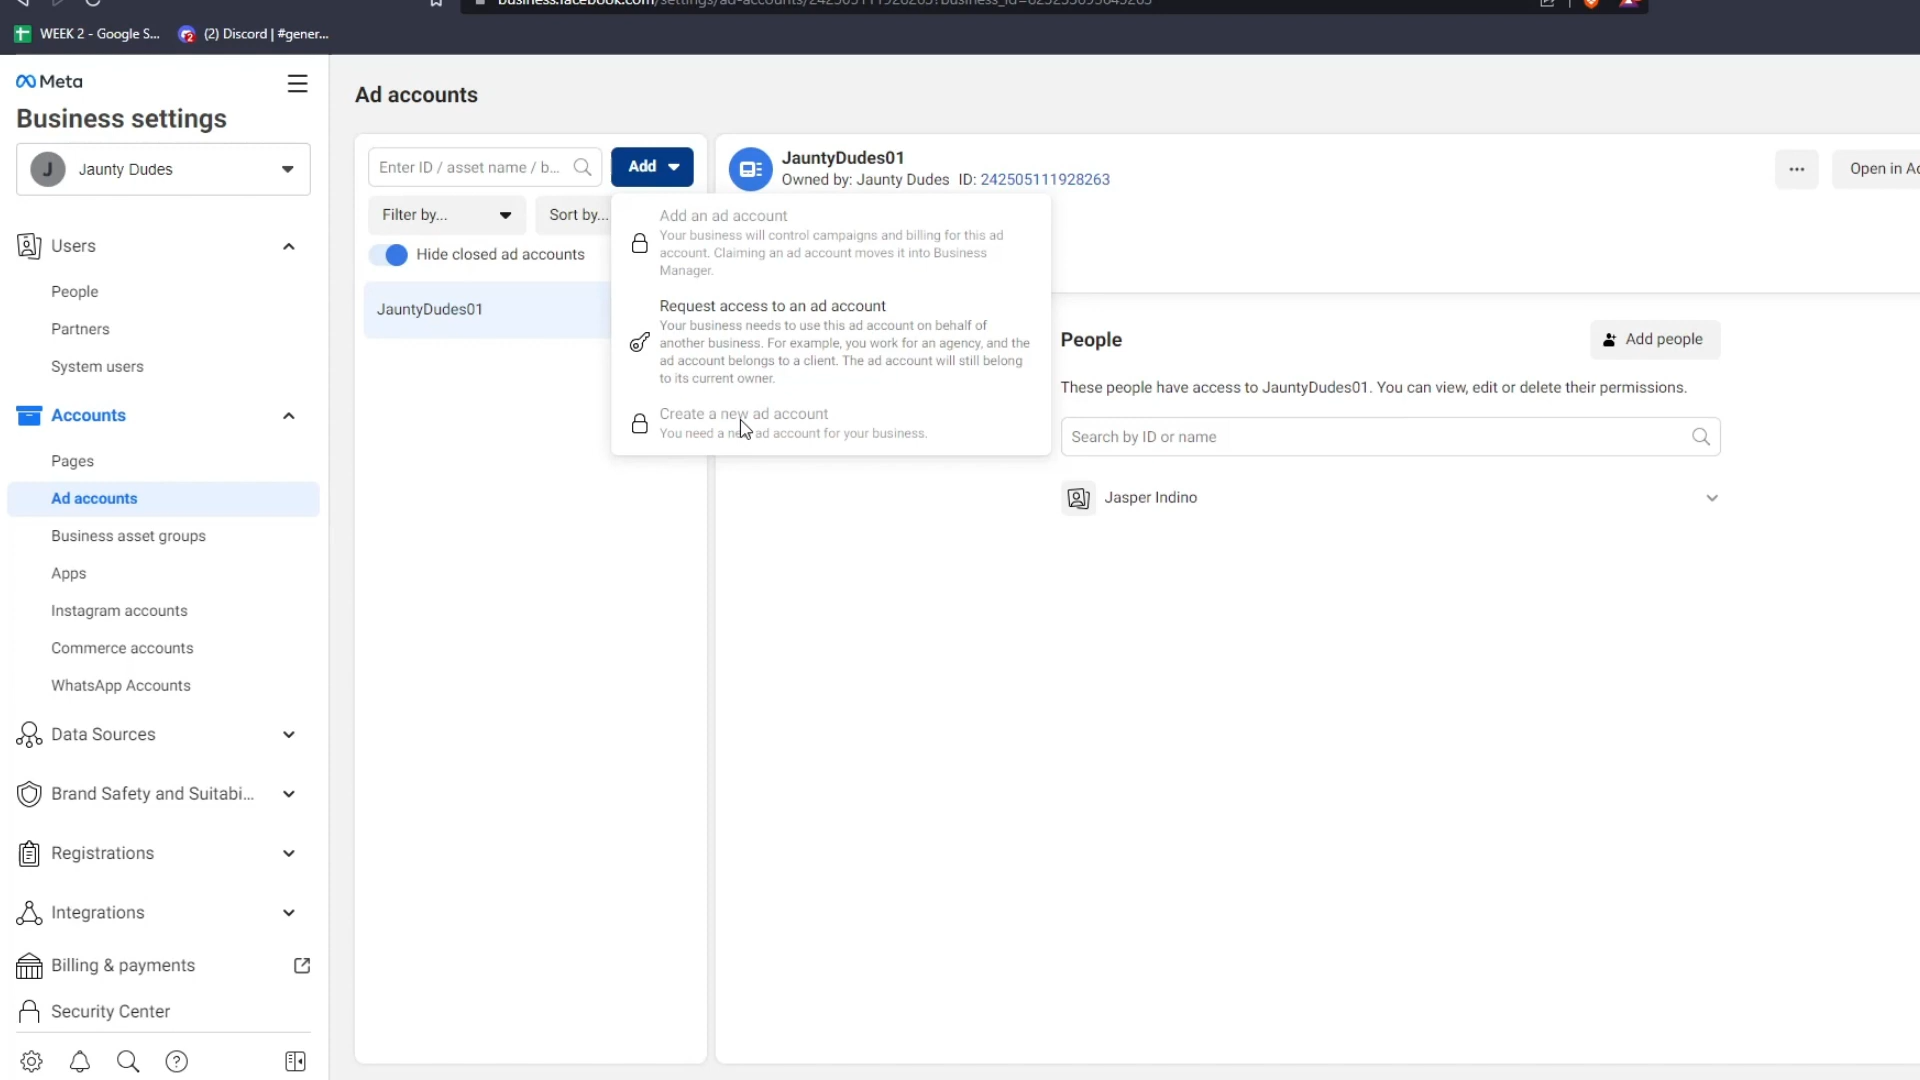 WEEK 2 - Google S...
(2) Discord | #gener...
Meta
Business settings
J
Jaunty Dudes
Users
People
Partners
System users
Accounts
Pages
Ad accounts
Business asset groups
Apps
Instagram accounts
Commerce accounts
WhatsApp Accounts
Data Sources
Brand Safety and Suitabi...
Registrations
Integrations
Billing & payments
Security Center
Ad accounts
Enter ID / asset name / b...
Add
Filter by...
Sort by...
Hide closed ad accounts
JauntyDudes01
Add an ad account
Your business will control campaigns and billing for this ad
account. Claiming an ad account moves it into Business
Manager.
Request access to an ad account
Your business needs to use this ad account on behalf of
another business. For example, you work for an agency, and the
ad account belongs to a client. The ad account will still belong
to its current owner.
Create a new ad account
You need a new ad account for your business.
JauntyDudes01
Owned by: Jaunty Dudes ID: 242505111928263
Open in Ad
People
Add people
These people have access to JauntyDudes01. You can view, edit or delete their permissions.
Search by ID or name
Jasper Indino